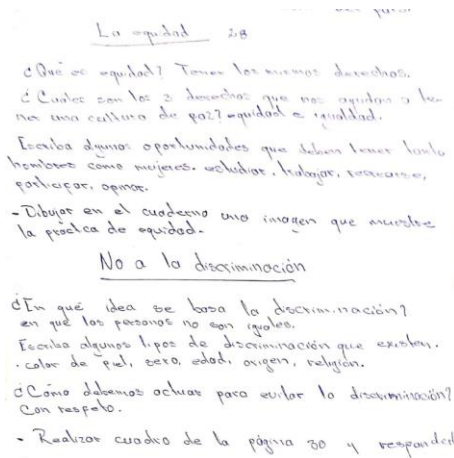 La equidad 28
¿Qué es equidad? Tener los mismos derechos.
¿Cuales son los 3 derechos que nos ayudan a te-
ner una cultura de paz? equidad e igualdad.
Escriba algunas oportunidades que deben tener tanto
hombres como mujeres. estudiar, trabajar, recrearse,
participar, opinar.
- Dibujar en el cuaderno una imagen que muestre
la práctica de equidad.
No a la discriminación
¿En qué idea se basa la discriminación?
en que las personas no son iguales.
Escriba algunos tipos de discriminación que existen.
. color de piel, sexo, edad, origen, religión.
¿Cómo debemos actuar para evitar la discriminación?
Con respeto.
- Realizar cuadro de la página 30 y responder